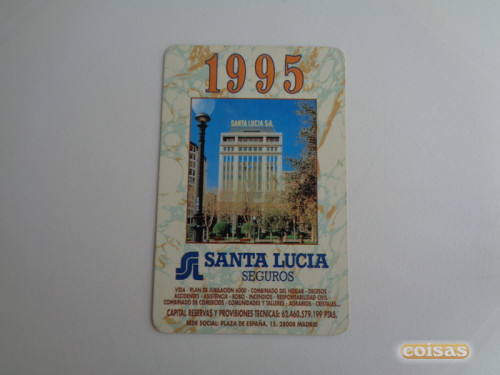 1995
SANTA LUCIA S.A.
SANTA LUCIA
SEGUROS
VIDA - PLAN DE JUBILACION 6000 - COMBINADO DEL HOGAR - DECESOS
ACCIDENTES - ASISTENCIA - ROBO - INCENDIOS - RESPONSABILIDAD CIVIL
COMBINADO DE COMERCIOS - COMUNIDADES Y TALLERES - AGRARIOS - CRISTALES...
CAPITAL RESERVAS Y PROVISIONES TECNICAS: 62.460.579.199 PTAS.
SEDE SOCIAL: PLAZA DE ESPAÑA, 15. 28008 MADRID
coisas